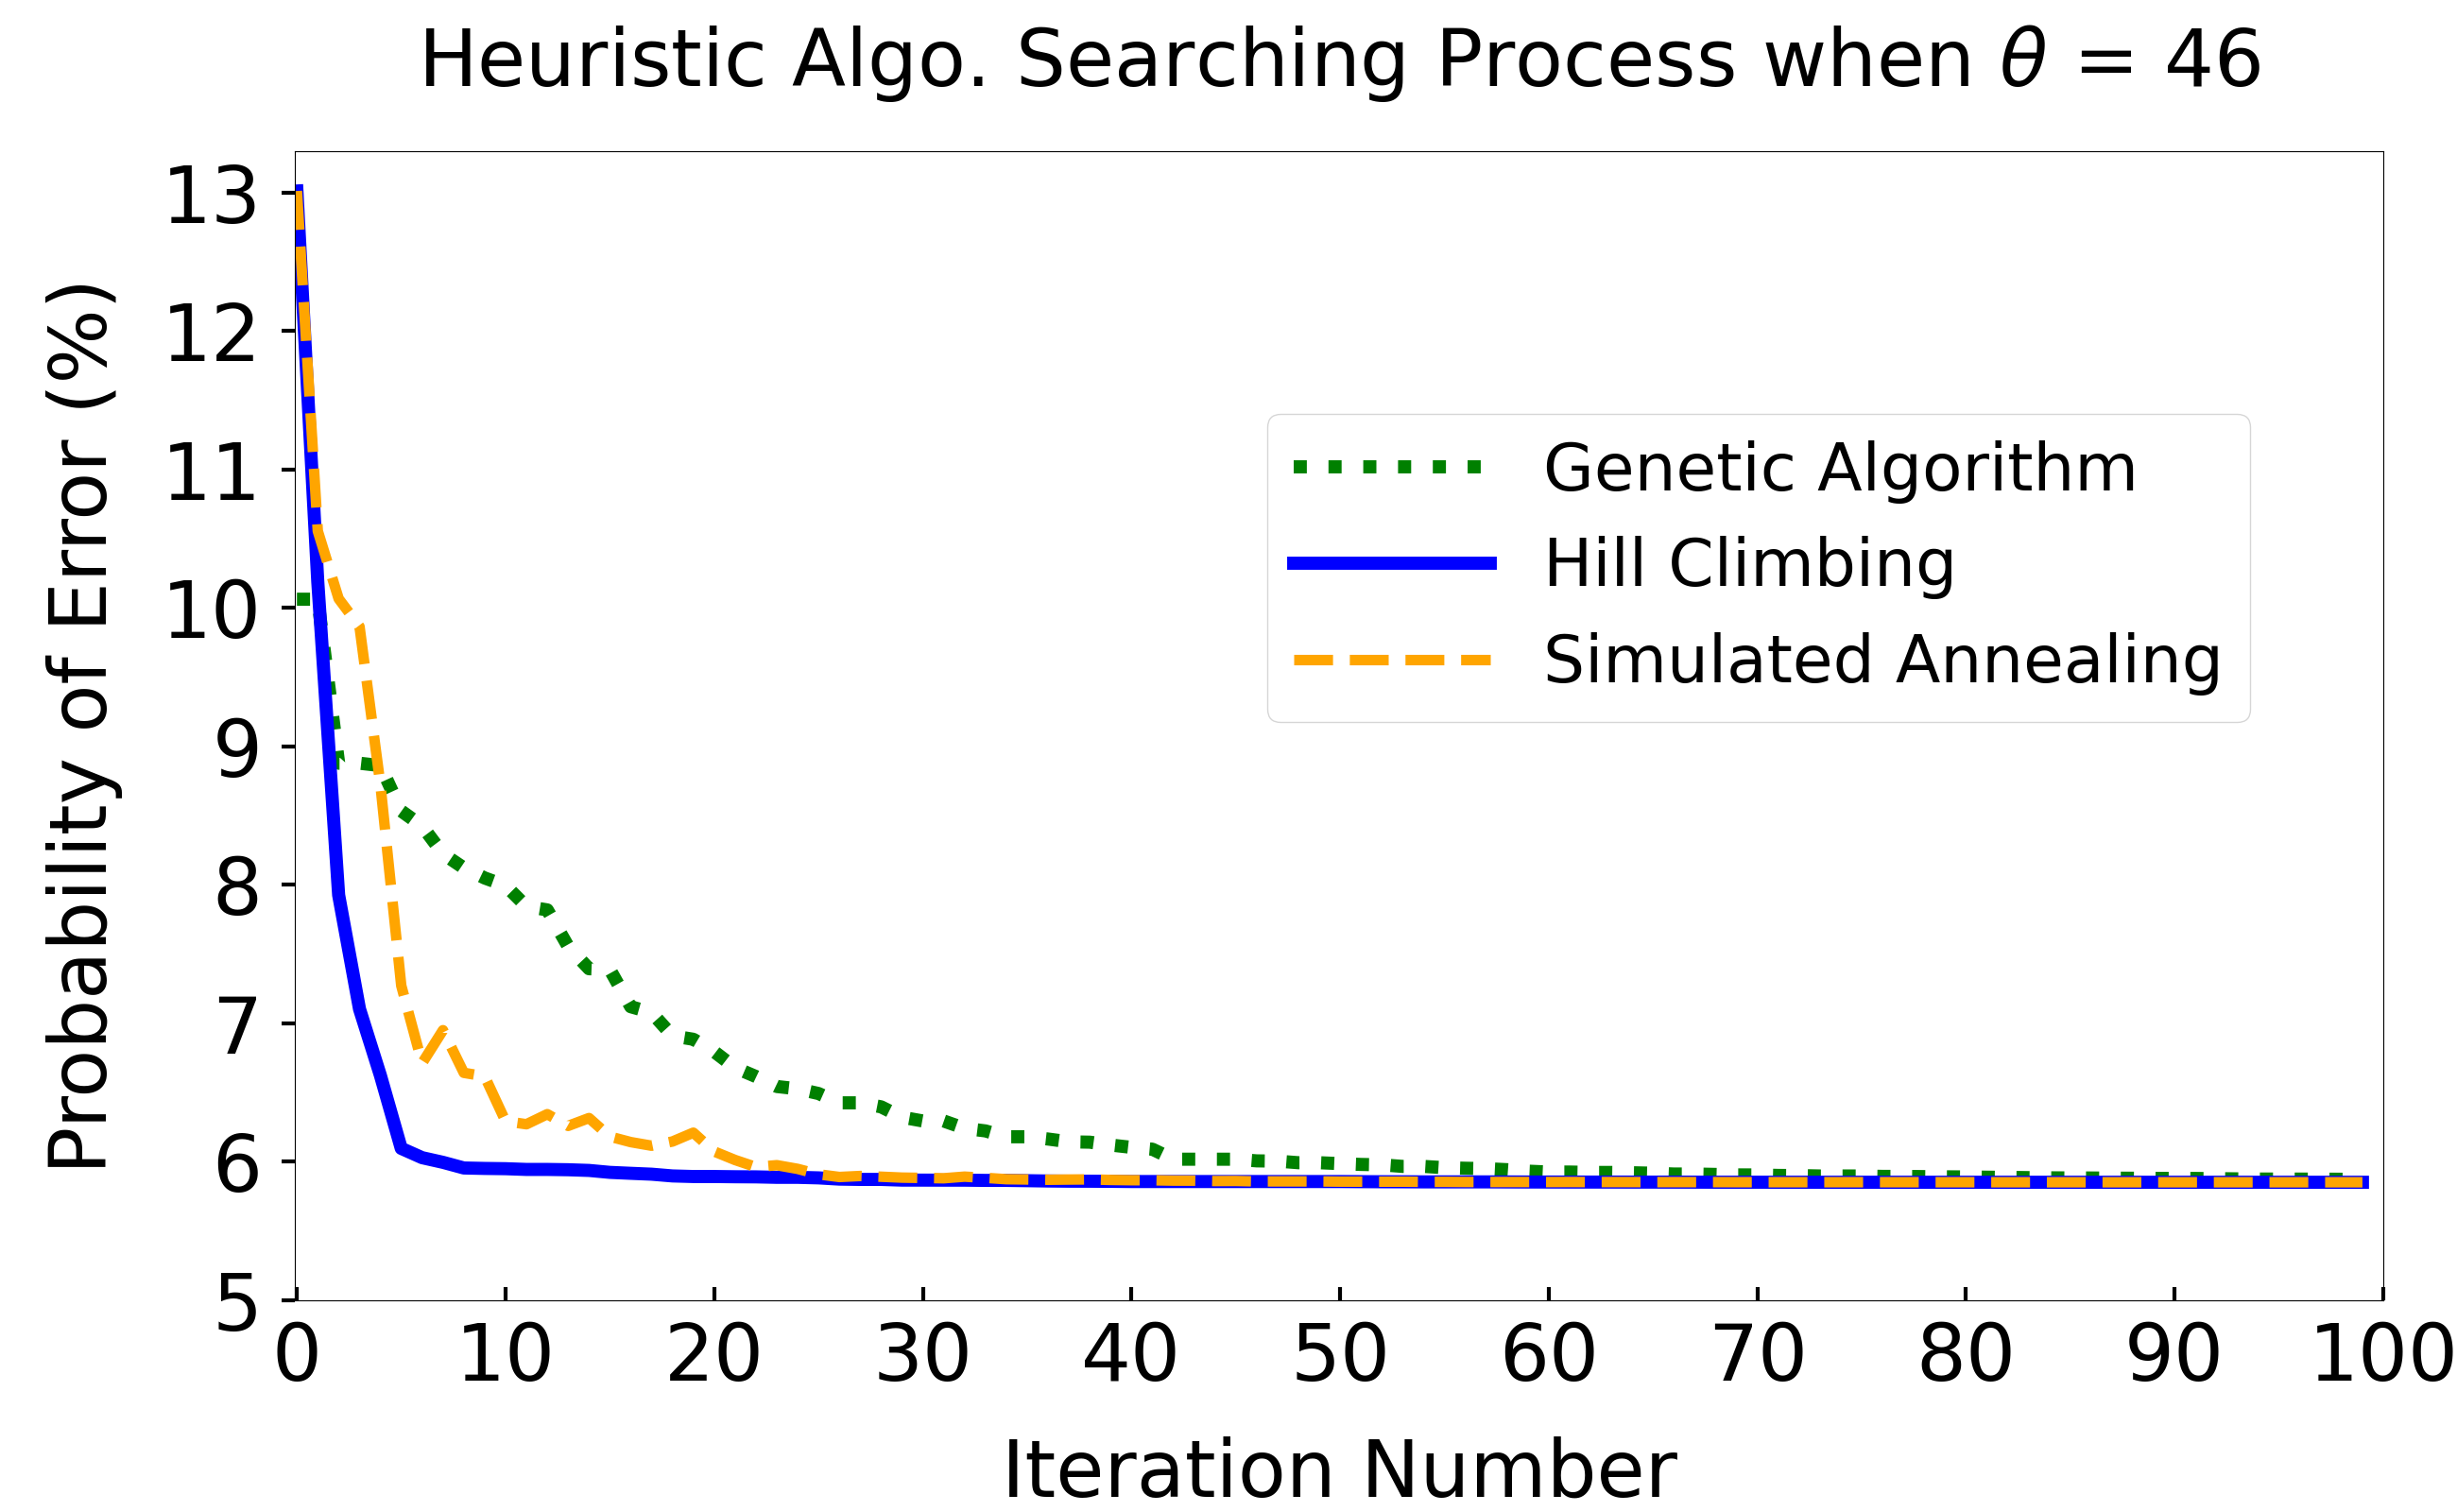 Heuristic Algo. Searching Process when θ = 46
Probability of Error (%)
13
12
11
10
9
8
7
6
5
Genetic Algorithm
Hill Climbing
Simulated Annealing
0 10 20 30 40 50 60 70 80 90 100
Iteration Number